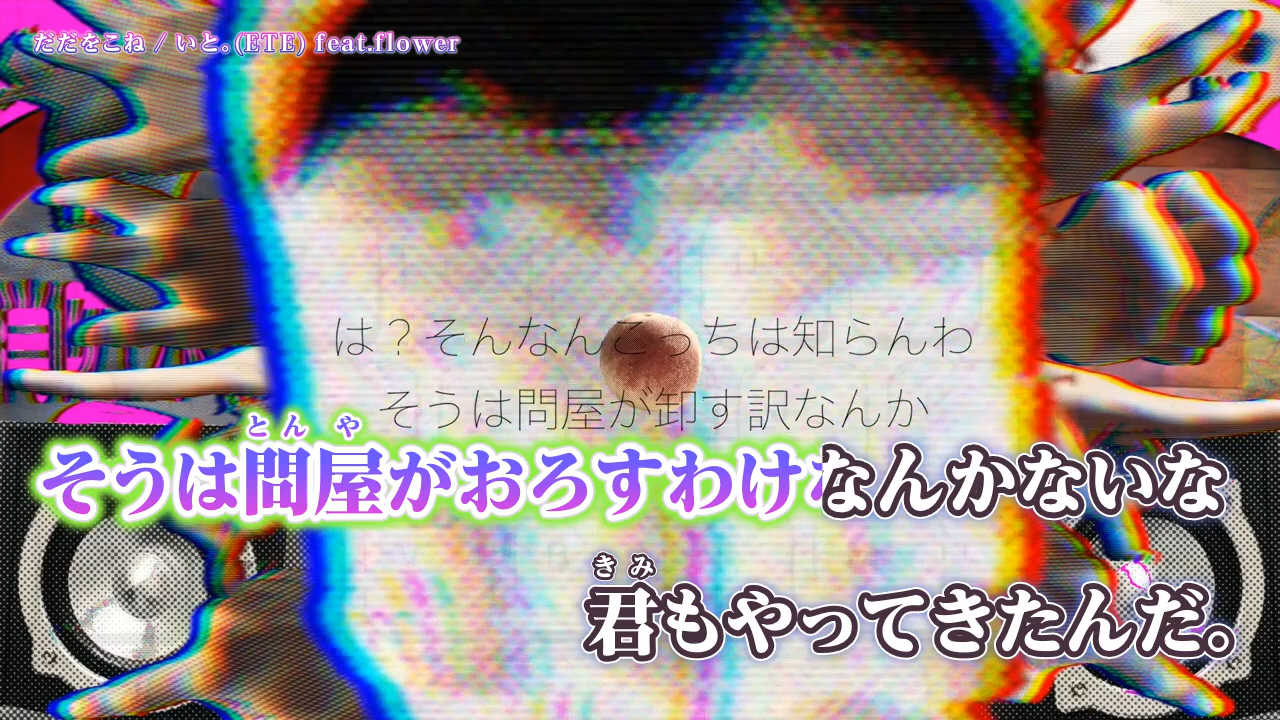 だだをこね / いと。(ETE) feat.flower
は？そんなんこっちは知らんわ
そうは問屋が卸す訳なんか
とんや
そうは問屋がおろすわけなんかないな
きみ
君もやってきたんだ。